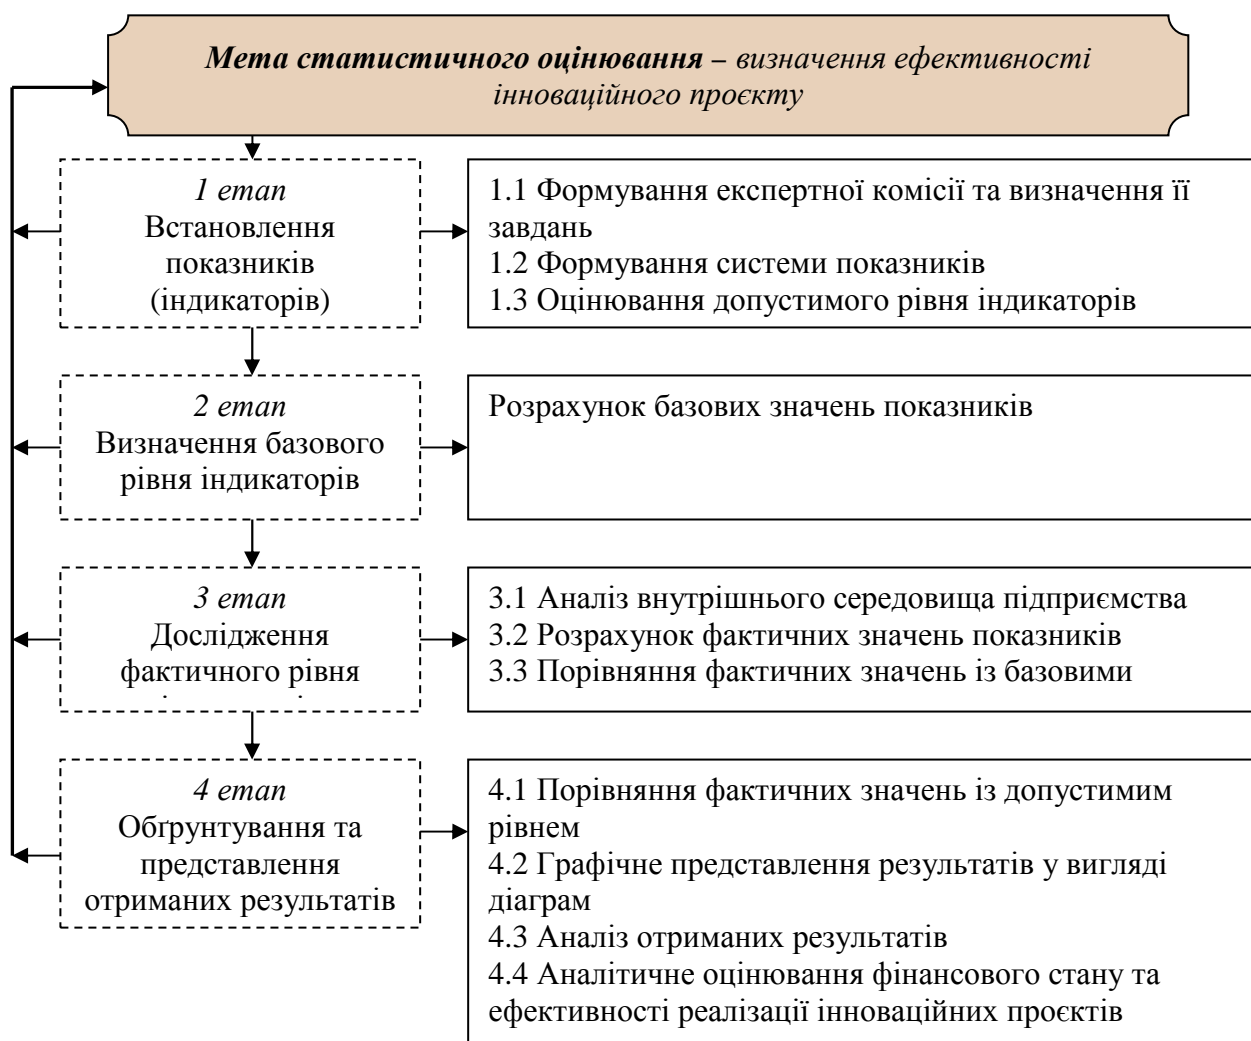 Мета статистичного оцінювання – визначення ефективності
інноваційного проєкту
1 етап
Встановлення
показників
(індикаторів)
1.1 Формування експертної комісії та визначення її
завдань
1.2 Формування системи показників
1.3 Оцінювання допустимого рівня індикаторів
2 етап
Визначення базового
рівня індикаторів
Розрахунок базових значень показників
3 етап
Дослідження
фактичного рівня
3.1 Аналіз внутрішнього середовища підприємства
3.2 Розрахунок фактичних значень показників
3.3 Порівняння фактичних значень із базовими
4 етап
Обґрунтування та
представлення
отриманих результатів
4.1 Порівняння фактичних значень із допустимим
рівнем
4.2 Графічне представлення результатів у вигляді
діаграм
4.3 Аналіз отриманих результатів
4.4 Аналітичне оцінювання фінансового стану та
ефективності реалізації інноваційних проєктів